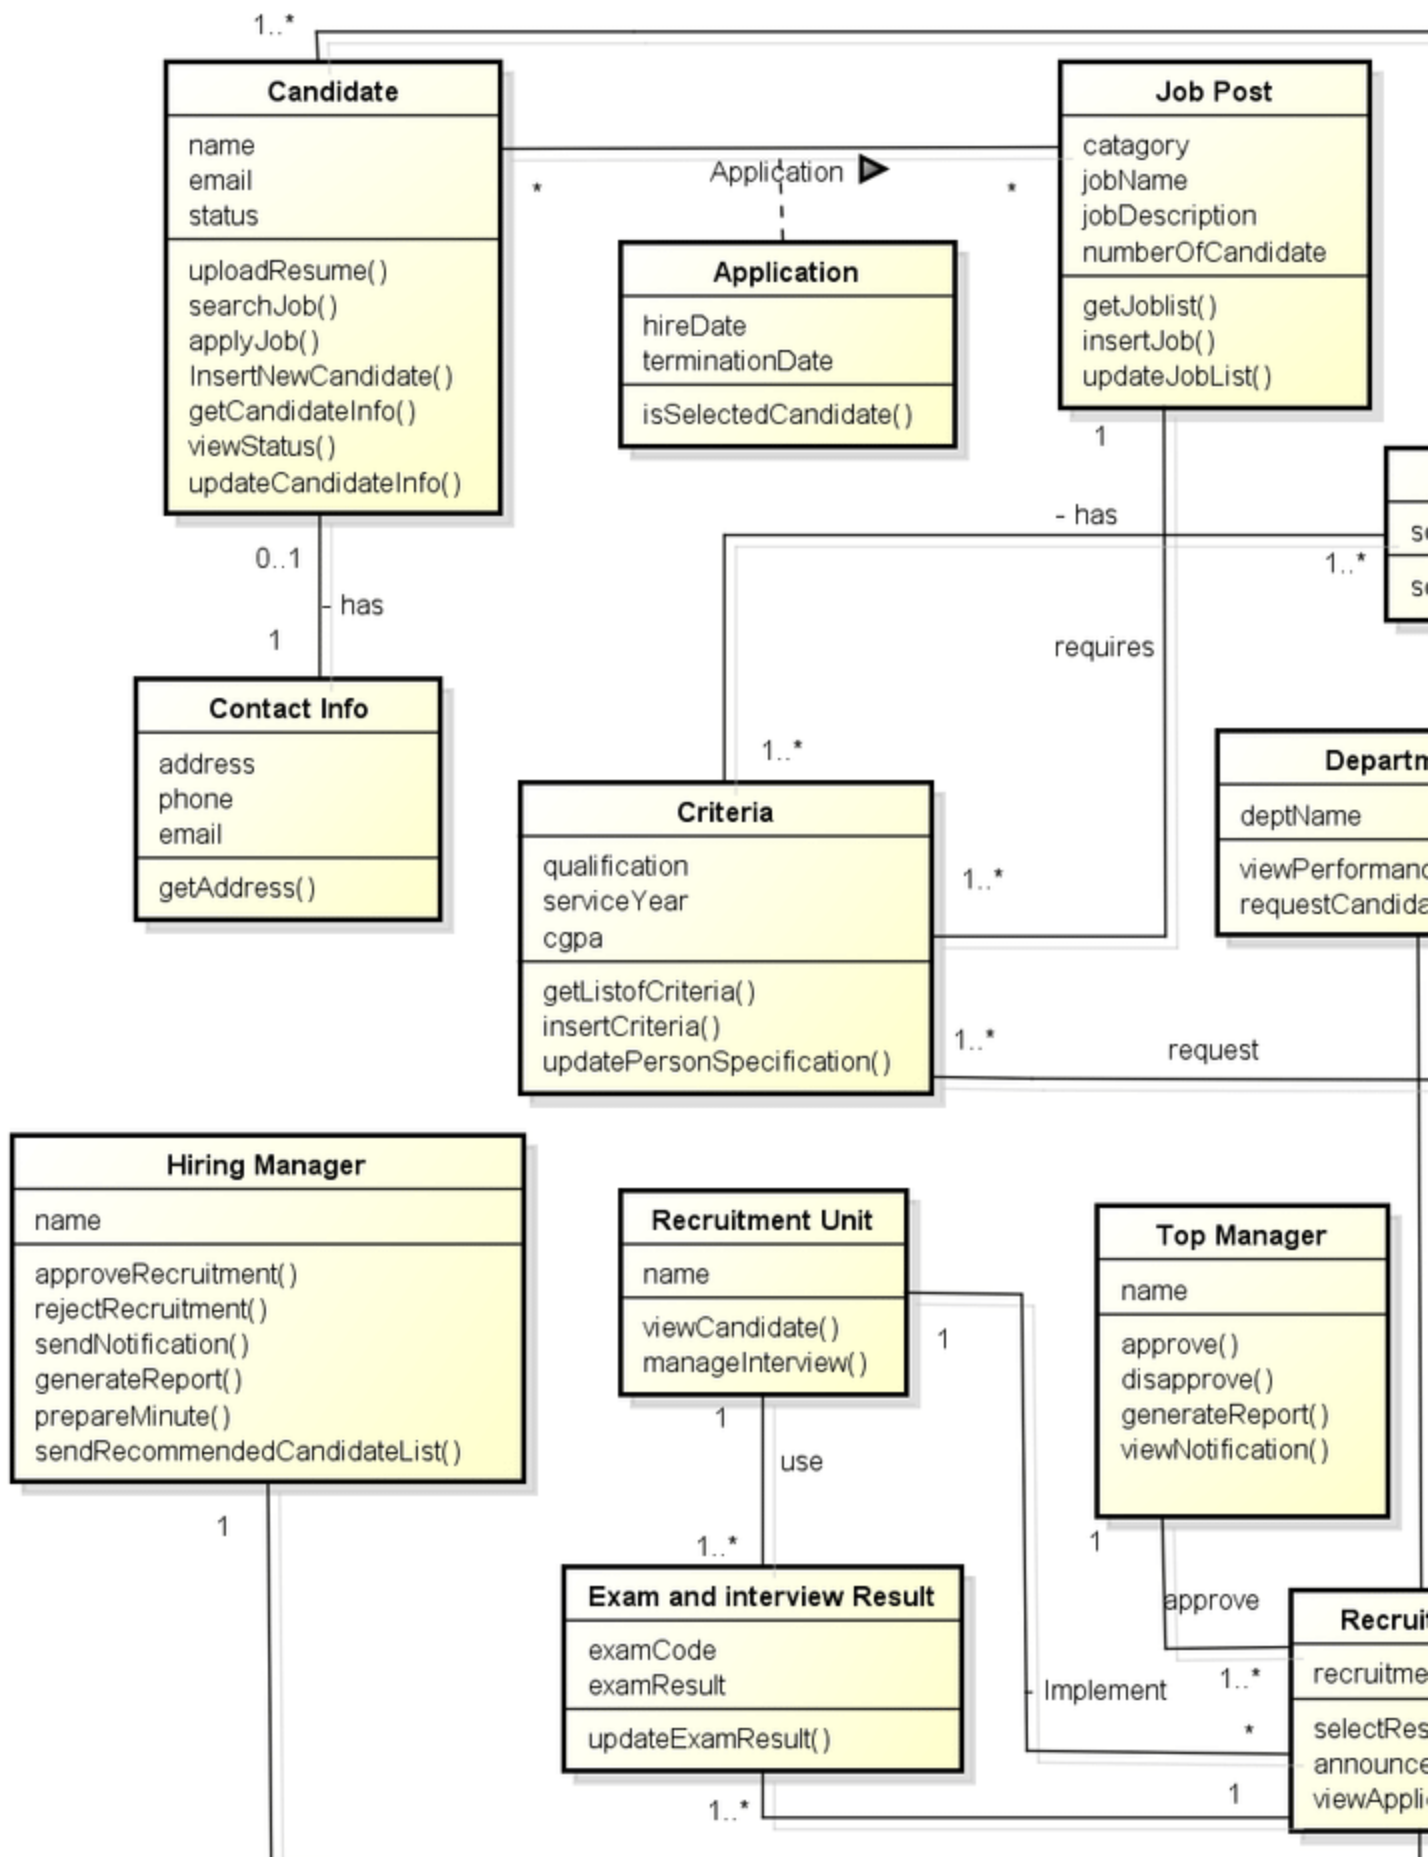 1..*
Candidate
name
email
status
uploadResume()
searchJob()
applyJob()
InsertNewCandidate()
getCandidateInfo()
viewStatus()
updateCandidateInfo()
*
Application
*
Application
hireDate
terminationDate
isSelectedCandidate()
Job Post
catagory
jobName
jobDescription
numberOfCandidate
getJoblist()
insertJob()
updateJobList()
1
- has
1..*
requires
0..1
- has
1
Contact Info
address
phone
email
getAddress()
1..*
Criteria
qualification
serviceYear
cgpa
getListofCriteria()
insertCriteria()
updatePersonSpecification()
1..*
1..*
request
deptName
Hiring Manager
name
approveRecruitment()
rejectRecruitment()
sendNotification()
generateReport()
prepareMinute()
sendRecommendedCandidateList()
1
Recruitment Unit
name
viewCandidate()
manageInterview()
1
1
use
1..*
Exam and interview Result
examCode
examResult
updateExamResult()
1..*
Top Manager
name
approve()
disapprove()
generateReport()
viewNotification()
1
approve
1..*
- Implement
*
1